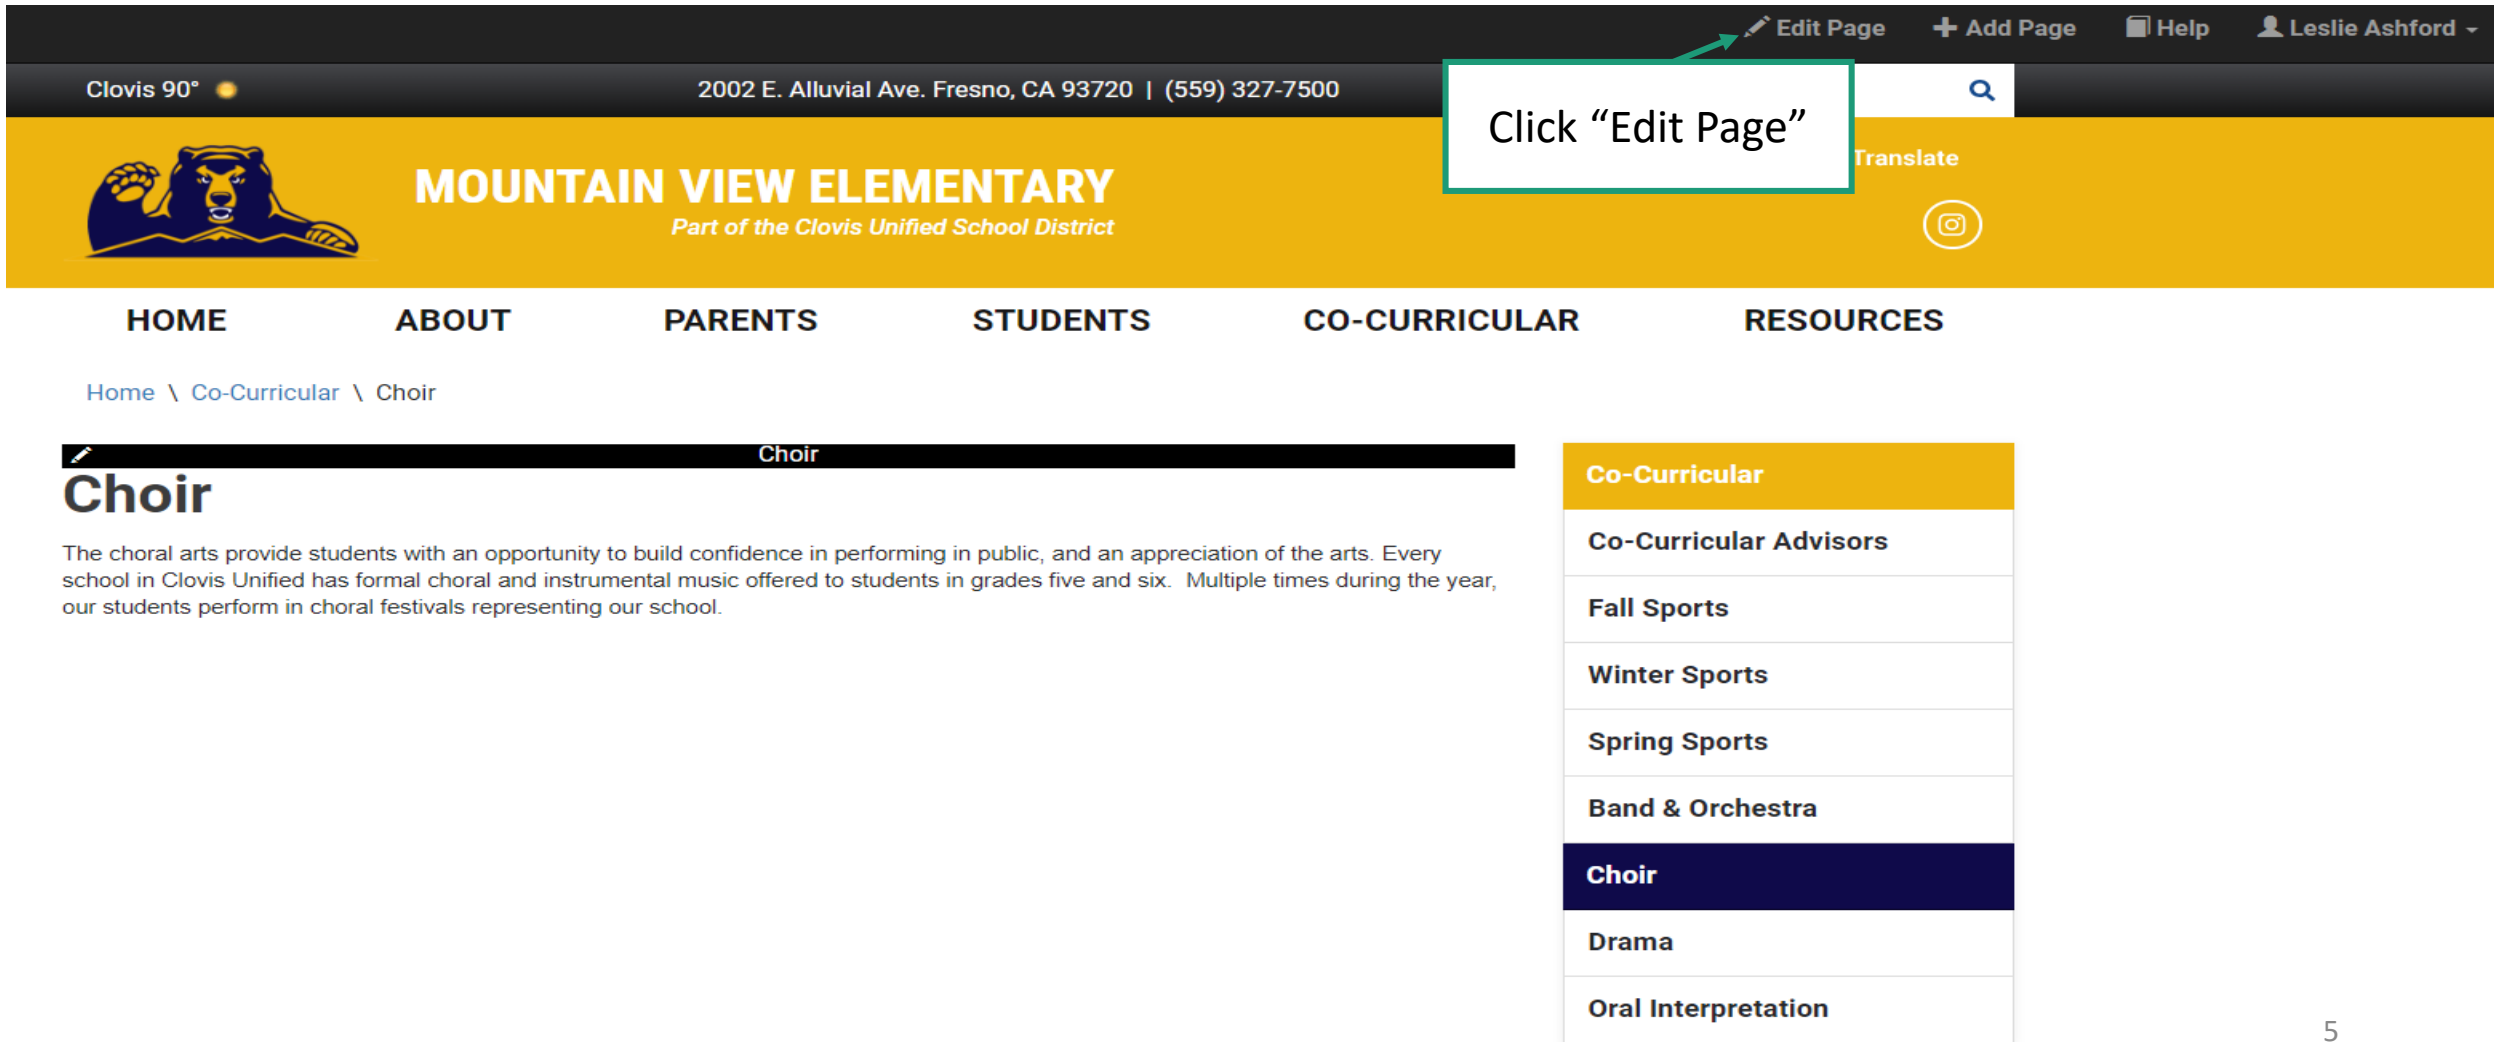 Edit Page Add Page Help Leslie Ashford
Clovis 90° 2002 E. Alluvial Ave. Fresno, CA 93720 | (559) 327-7500
Click “Edit Page”
Translate
MOUNTAIN VIEW ELEMENTARY
Part of the Clovis Unified School District
HOME ABOUT PARENTS STUDENTS CO-CURRICULAR RESOURCES
Home \ Co-Curricular \ Choir
Choir
Choir
The choral arts provide students with an opportunity to build confidence in performing in public, and an appreciation of the arts. Every
school in Clovis Unified has formal choral and instrumental music offered to students in grades five and six. Multiple times during the year,
our students perform in choral festivals representing our school.
Co-Curricular
Co-Curricular Advisors
Fall Sports
Winter Sports
Spring Sports
Band & Orchestra
Choir
Drama
Oral Interpretation
5